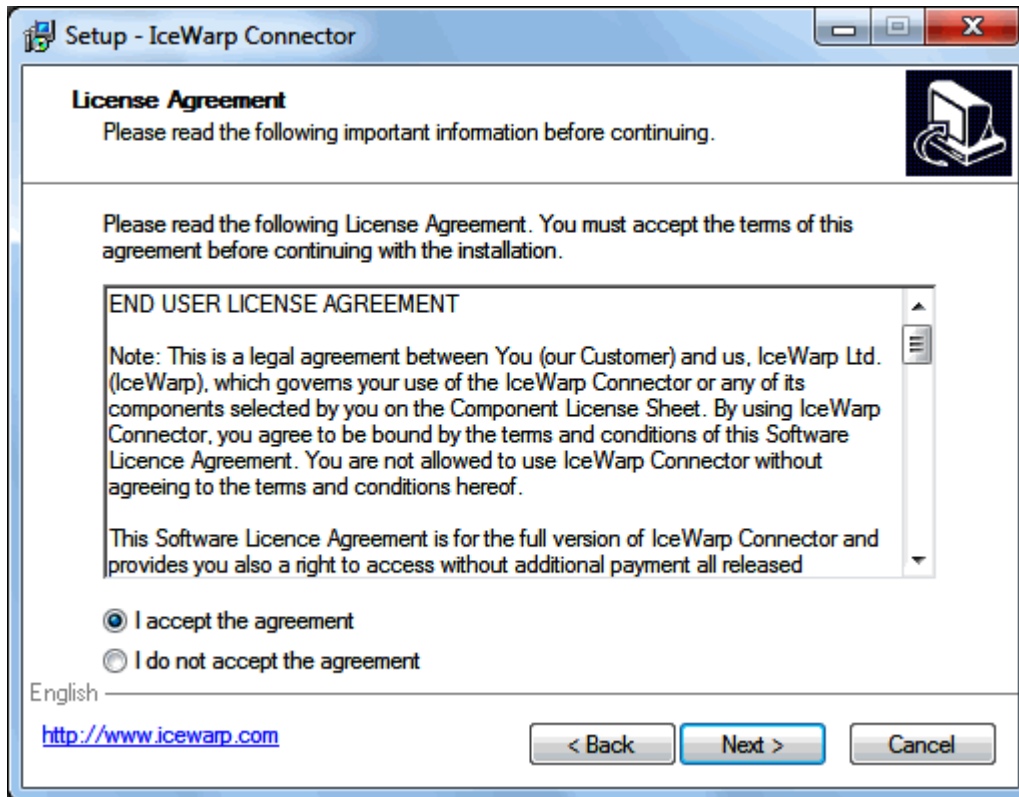 Setup - IceWarp Connector
License Agreement
Please read the following important information before continuing.
Please read the following License Agreement. You must accept the terms of this
agreement before continuing with the installation.
END USER LICENSE AGREEMENT
Note: This is a legal agreement between You (our Customer) and us, IceWarp Ltd.
(IceWarp), which governs your use of the IceWarp Connector or any of its
components selected by you on the Component License Sheet. By using IceWarp
Connector, you agree to be bound by the terms and conditions of this Software
Licence Agreement. You are not allowed to use IceWarp Connector without
agreeing to the terms and conditions hereof.
This Software Licence Agreement is for the full version of IceWarp Connector and
provides you also a right to access without additional payment all released
I accept the agreement
I do not accept the agreement
English
http://www.icewarp.com
< Back
Next >
Cancel